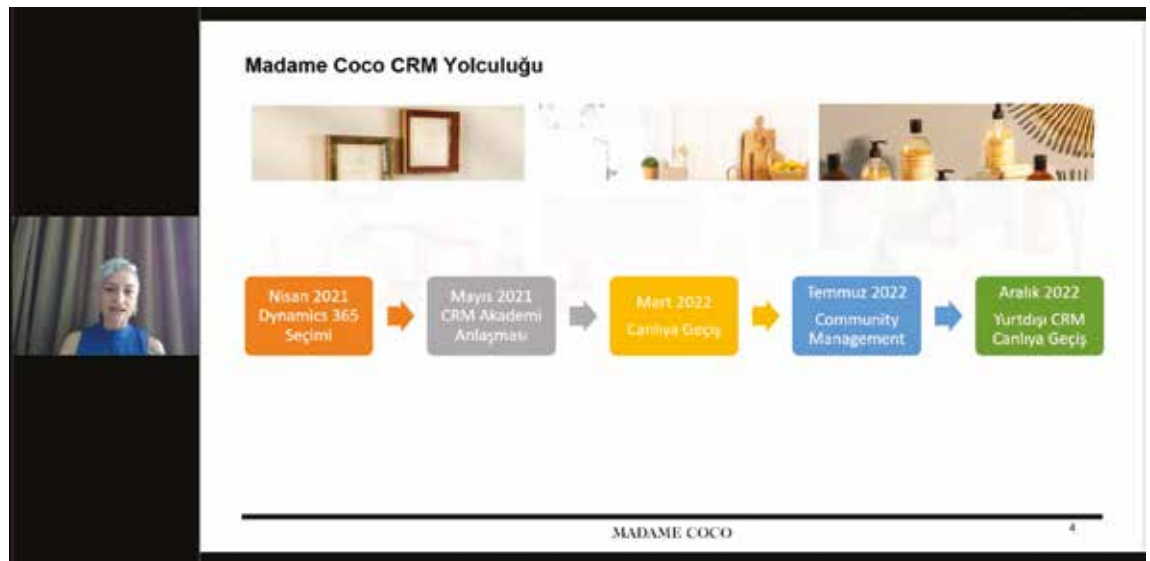 Madame Coco CRM Yolculuğu
Nisan 2021
Dynamics 365
Seçimi
Mayıs 2021
CRM Akademi
Anlaşması
Mart 2022
Canlıya Geçiş
Temmuz 2022
Community
Management
Aralık 2022
Yurtdışı CRM
Canlıya Geçiş
MADAME COCO
4